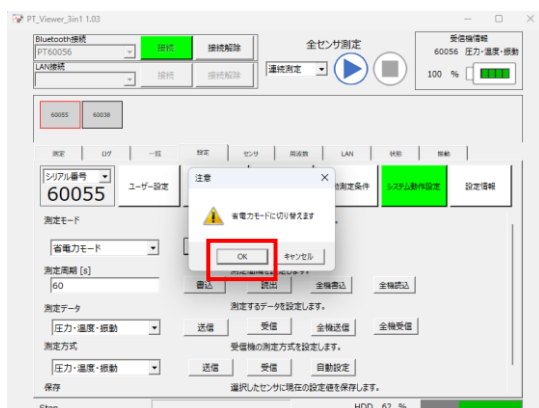 PT_Viewer_3in1 1.03
Bluetooth接続
PT60056
接続
接続解除
LAN接続
接続
接続解除
全センサ測定
連続測定
受信機情報
60056 圧力・温度・振動
100 %
60055
60038
測定
ログ
一覧
設定
センサ
周波数
LAN
状態
振動
シリアル番号
60055
ユーザー設定
動測定条件
システム動作設定
設定情報
注意
省電力モードに切り替えます
OK
キャンセル
測定モード
省電力モード
測定周期 [s]
60
書込
読出
全機書込
全機読込
測定データ
測定するデータを設定します。
圧力・温度・振動
送信
受信
全機送信
全機受信
測定方式
受信機の測定方式を設定します。
圧力・温度・振動
送信
受信
自動設定
保存
選択したセンサに現在の設定値を保存します。
Stop
HDD 62 %